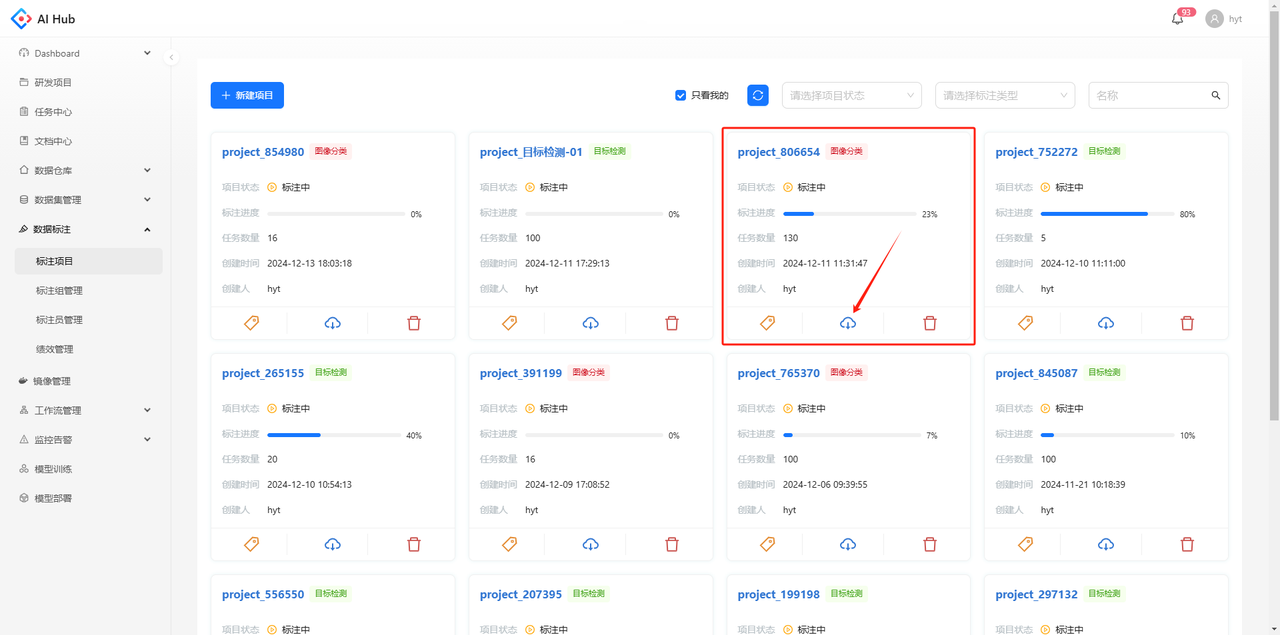 AI Hub
93
hyt
Dashboard
研发项目
任务中心
文档中心
数据仓库
数据集管理
数据标注
标注项目
标注组管理
标注员管理
绩效管理
镜像管理
工作流管理
监控告警
模型训练
模型部署
新建项目
只看我的
请选择项目状态
请选择标注类型
名称
project_854980 图像分类
项目状态 标注中
标注进度 0%
任务数量 16
创建时间 2024-12-13 18:03:18
创建人 hyt
project_目标检测-01 目标检测
项目状态 标注中
标注进度 0%
任务数量 100
创建时间 2024-12-11 17:29:13
创建人 hyt
project_806654 图像分类
项目状态 标注中
标注进度 23%
任务数量 130
创建时间 2024-12-11 11:31:47
创建人 hyt
project_752272 目标检测
项目状态 标注中
标注进度 80%
任务数量 5
创建时间 2024-12-10 11:11:00
创建人 hyt
project_265155 目标检测
项目状态 标注中
标注进度 40%
任务数量 20
创建时间 2024-12-10 10:54:13
创建人 hyt
project_391199 图像分类
项目状态 标注中
标注进度 0%
任务数量 16
创建时间 2024-12-09 17:08:52
创建人 hyt
project_765370 图像分类
项目状态 标注中
标注进度 7%
任务数量 100
创建时间 2024-12-06 09:39:55
创建人 hyt
project_845087 目标检测
项目状态 标注中
标注进度 10%
任务数量 100
创建时间 2024-11-21 10:18:39
创建人 hyt
project_556550 目标检测
项目状态 标注中
project_207395 目标检测
项目状态 标注中
project_199198 目标检测
项目状态 标注中
project_297132 目标检测
项目状态 标注中